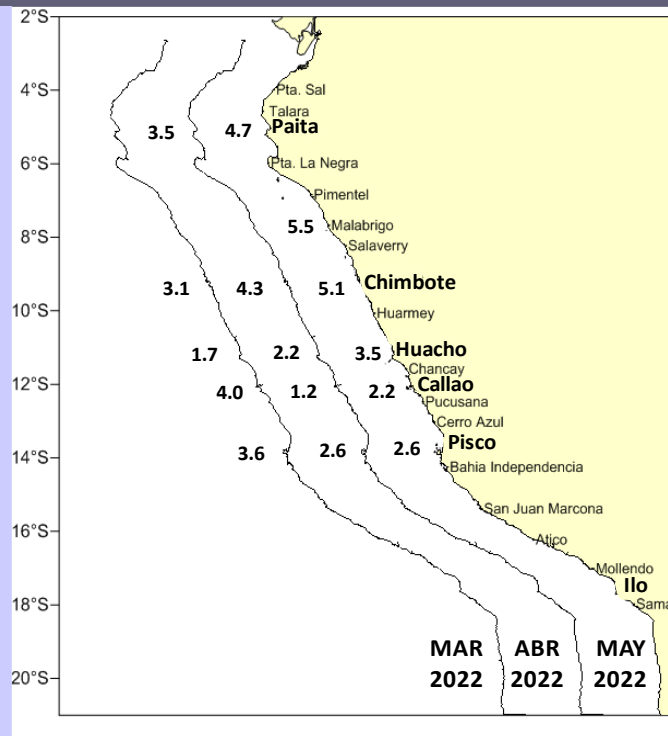 2°S
4°S
Pta. Sal
Talara
3.5 4.7 Paita
6°S
Pta. La Negra
Pimentel
5.5 Malabrigo
8°S
Salaverry
3.1 4.3 5.1 Chimbote
10°S
Huarmey
1.7 2.2 3.5 Huacho
Chancay
12°S
4.0 1.2 2.2 Callao
Pucusana
Cerro Azul
3.6 2.6 2.6 Pisco
14°S
Bahia Independencia
San Juan Marcona
16°S
Atico
Mollendo
Ilo
18°S
Sama
MAR ABR MAY
2022 2022 2022
20°S